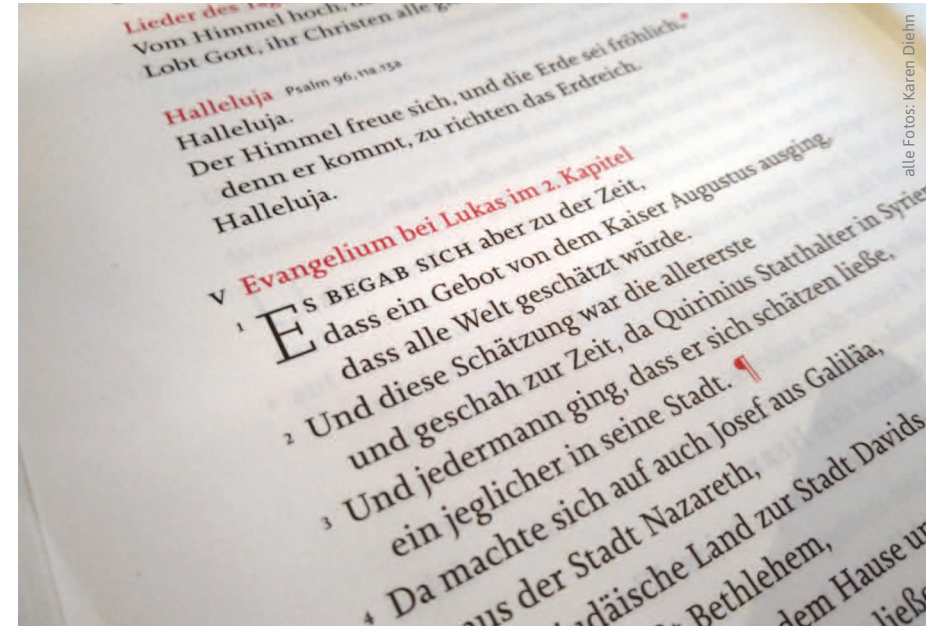 Lieder des
Vom Himmel hoch,
Lobt Gott, ihr Christen alle
Halleluja Psalm 96,11a.13a
Halleluja.
Der Himmel freue sich, und die Erde sei fröhlich,*
denn er kommt, zu richten das Erdreich.
Halleluja.
V Evangelium bei Lukas im 2. Kapitel
1 ES BEGAB SICH aber zu der Zeit,
dass ein Gebot von dem Kaiser Augustus ausging,
dass alle Welt geschätzt würde.
2 Und diese Schätzung war die allererste
und geschah zur Zeit, da Quirinius Statthalter in Syrien
3 Und jedermann ging, dass er sich schätzen ließe,
ein jeglicher in seine Stadt. ¶
4 Da machte sich auf auch Josef aus Galiläa,
aus der Stadt Nazareth,
Land zur Stadt Davids
Bethlehem,
dem Hause
ließe
alle Fotos: Karen Diehn